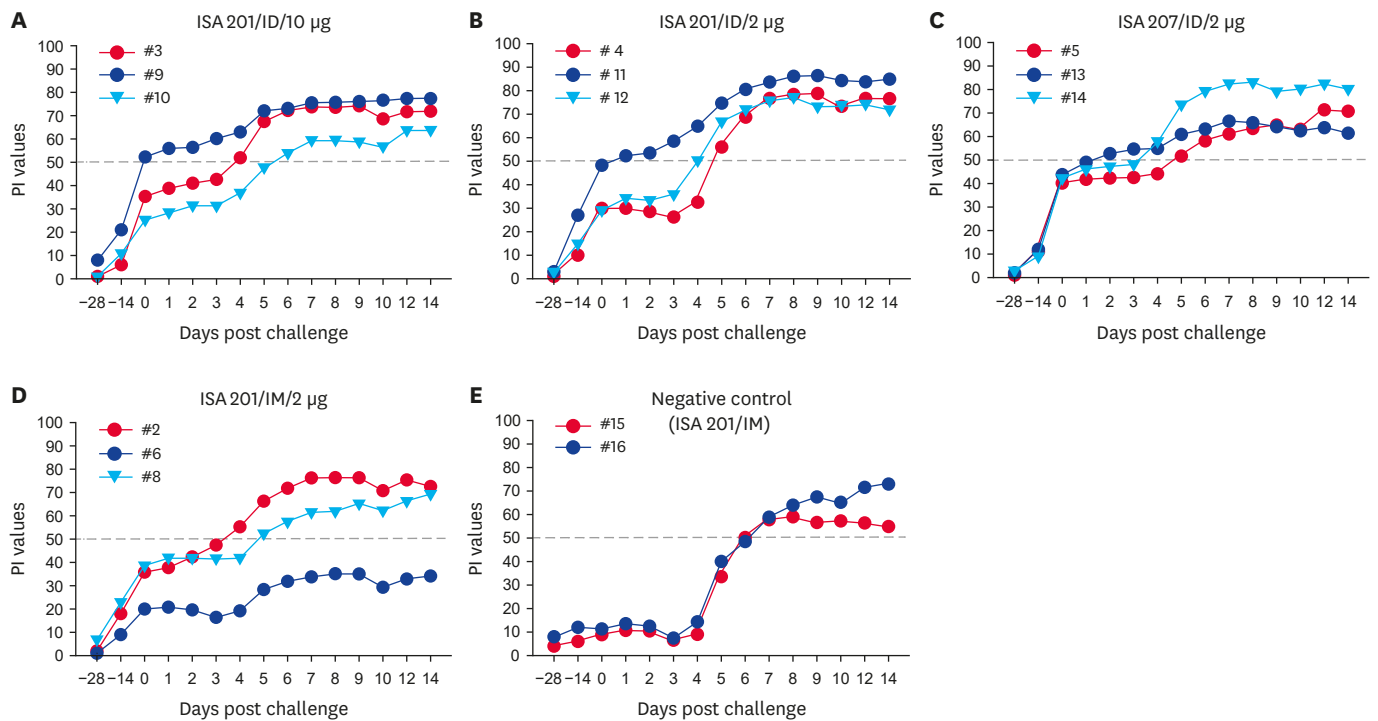 A
ISA 201/ID/10 µg
#3
#9
#10
PI values
100
90
80
70
60
50
40
30
20
10
0
−28 −14 0 1 2 3 4 5 6 7 8 9 10 12 14
Days post challenge
B
ISA 201/ID/2 µg
# 4
# 11
# 12
PI values
100
90
80
70
60
50
40
30
20
10
0
−28 −14 0 1 2 3 4 5 6 7 8 9 10 12 14
Days post challenge
C
ISA 207/ID/2 µg
#5
#13
#14
PI values
100
90
80
70
60
50
40
30
20
10
0
−28 −14 0 1 2 3 4 5 6 7 8 9 10 12 14
Days post challenge
D
ISA 201/IM/2 µg
#2
#6
#8
PI values
100
90
80
70
60
50
40
30
20
10
0
−28 −14 0 1 2 3 4 5 6 7 8 9 10 12 14
Days post challenge
E
Negative control
(ISA 201/IM)
#15
#16
PI values
100
90
80
70
60
50
40
30
20
10
0
−28 −14 0 1 2 3 4 5 6 7 8 9 10 12 14
Days post challenge